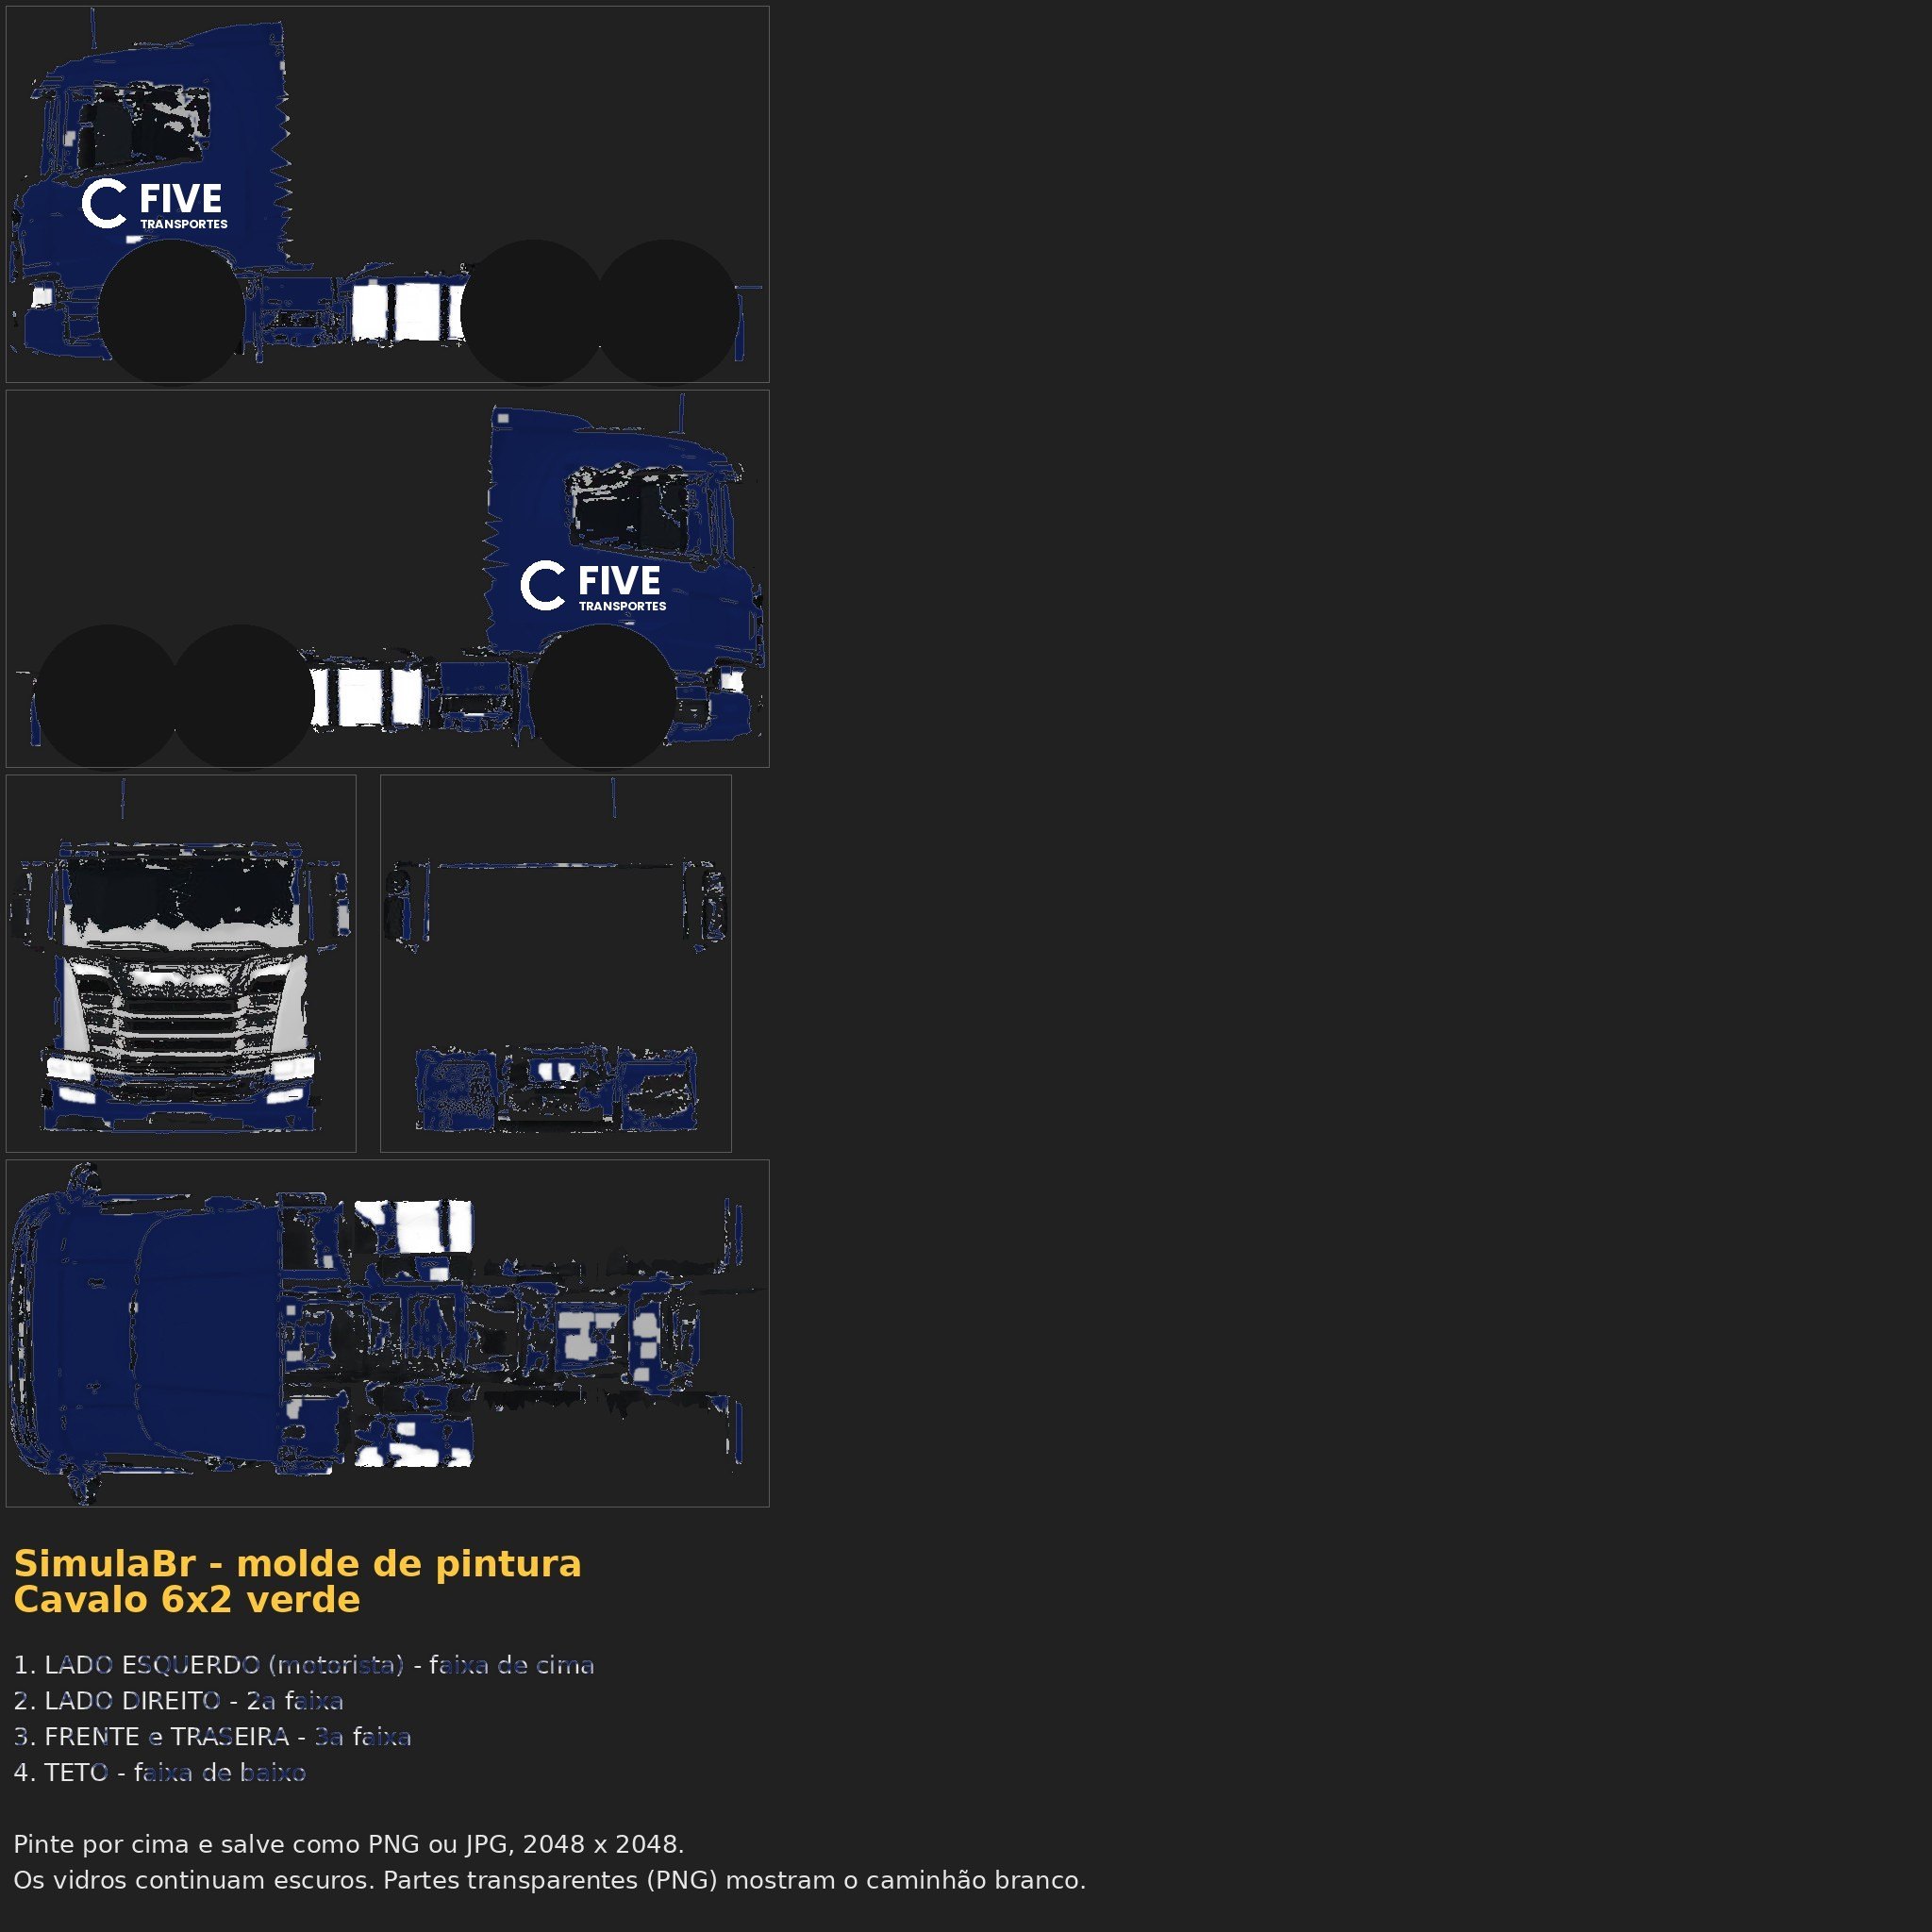 C FIVE
TRANSPORTES
C FIVE
TRANSPORTES
SimulaBr - molde de pintura
Cavalo 6x2 verde
1. LADO ESQUERDO (motorista) - faixa de cima
2. LADO DIREITO - 2a faixa
3. FRENTE e TRASEIRA - 3a faixa
4. TETO - faixa de baixo
Pinte por cima e salve como PNG ou JPG, 2048 x 2048.
Os vidros continuam escuros. Partes transparentes (PNG) mostram o caminhão branco.